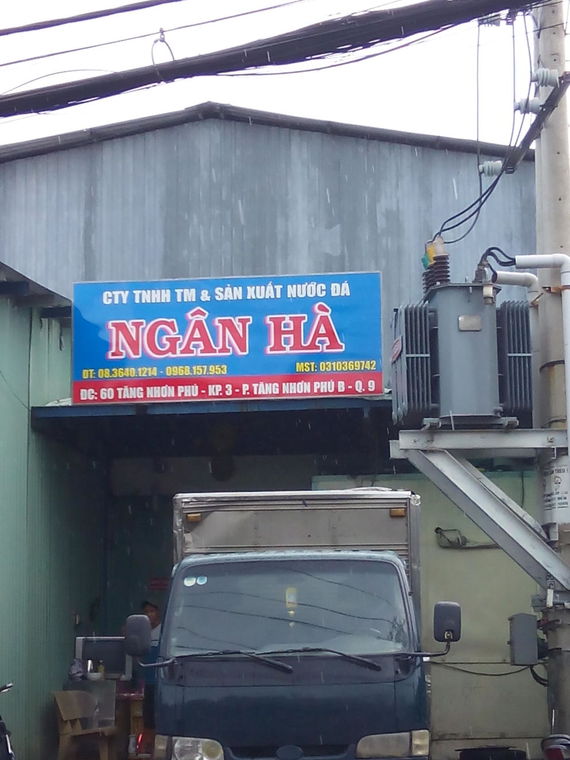 CTY TNHH TM & SẢN XUẤT NƯỚC ĐÁ
NGÂN HÀ
ĐT: 08.3640.1214 - 0968.157.953
MST: 0310369742
ĐC: 60 TĂNG NHƠN PHÚ - KP. 3 - P. TĂNG NHƠN PHÚ B - Q. 9